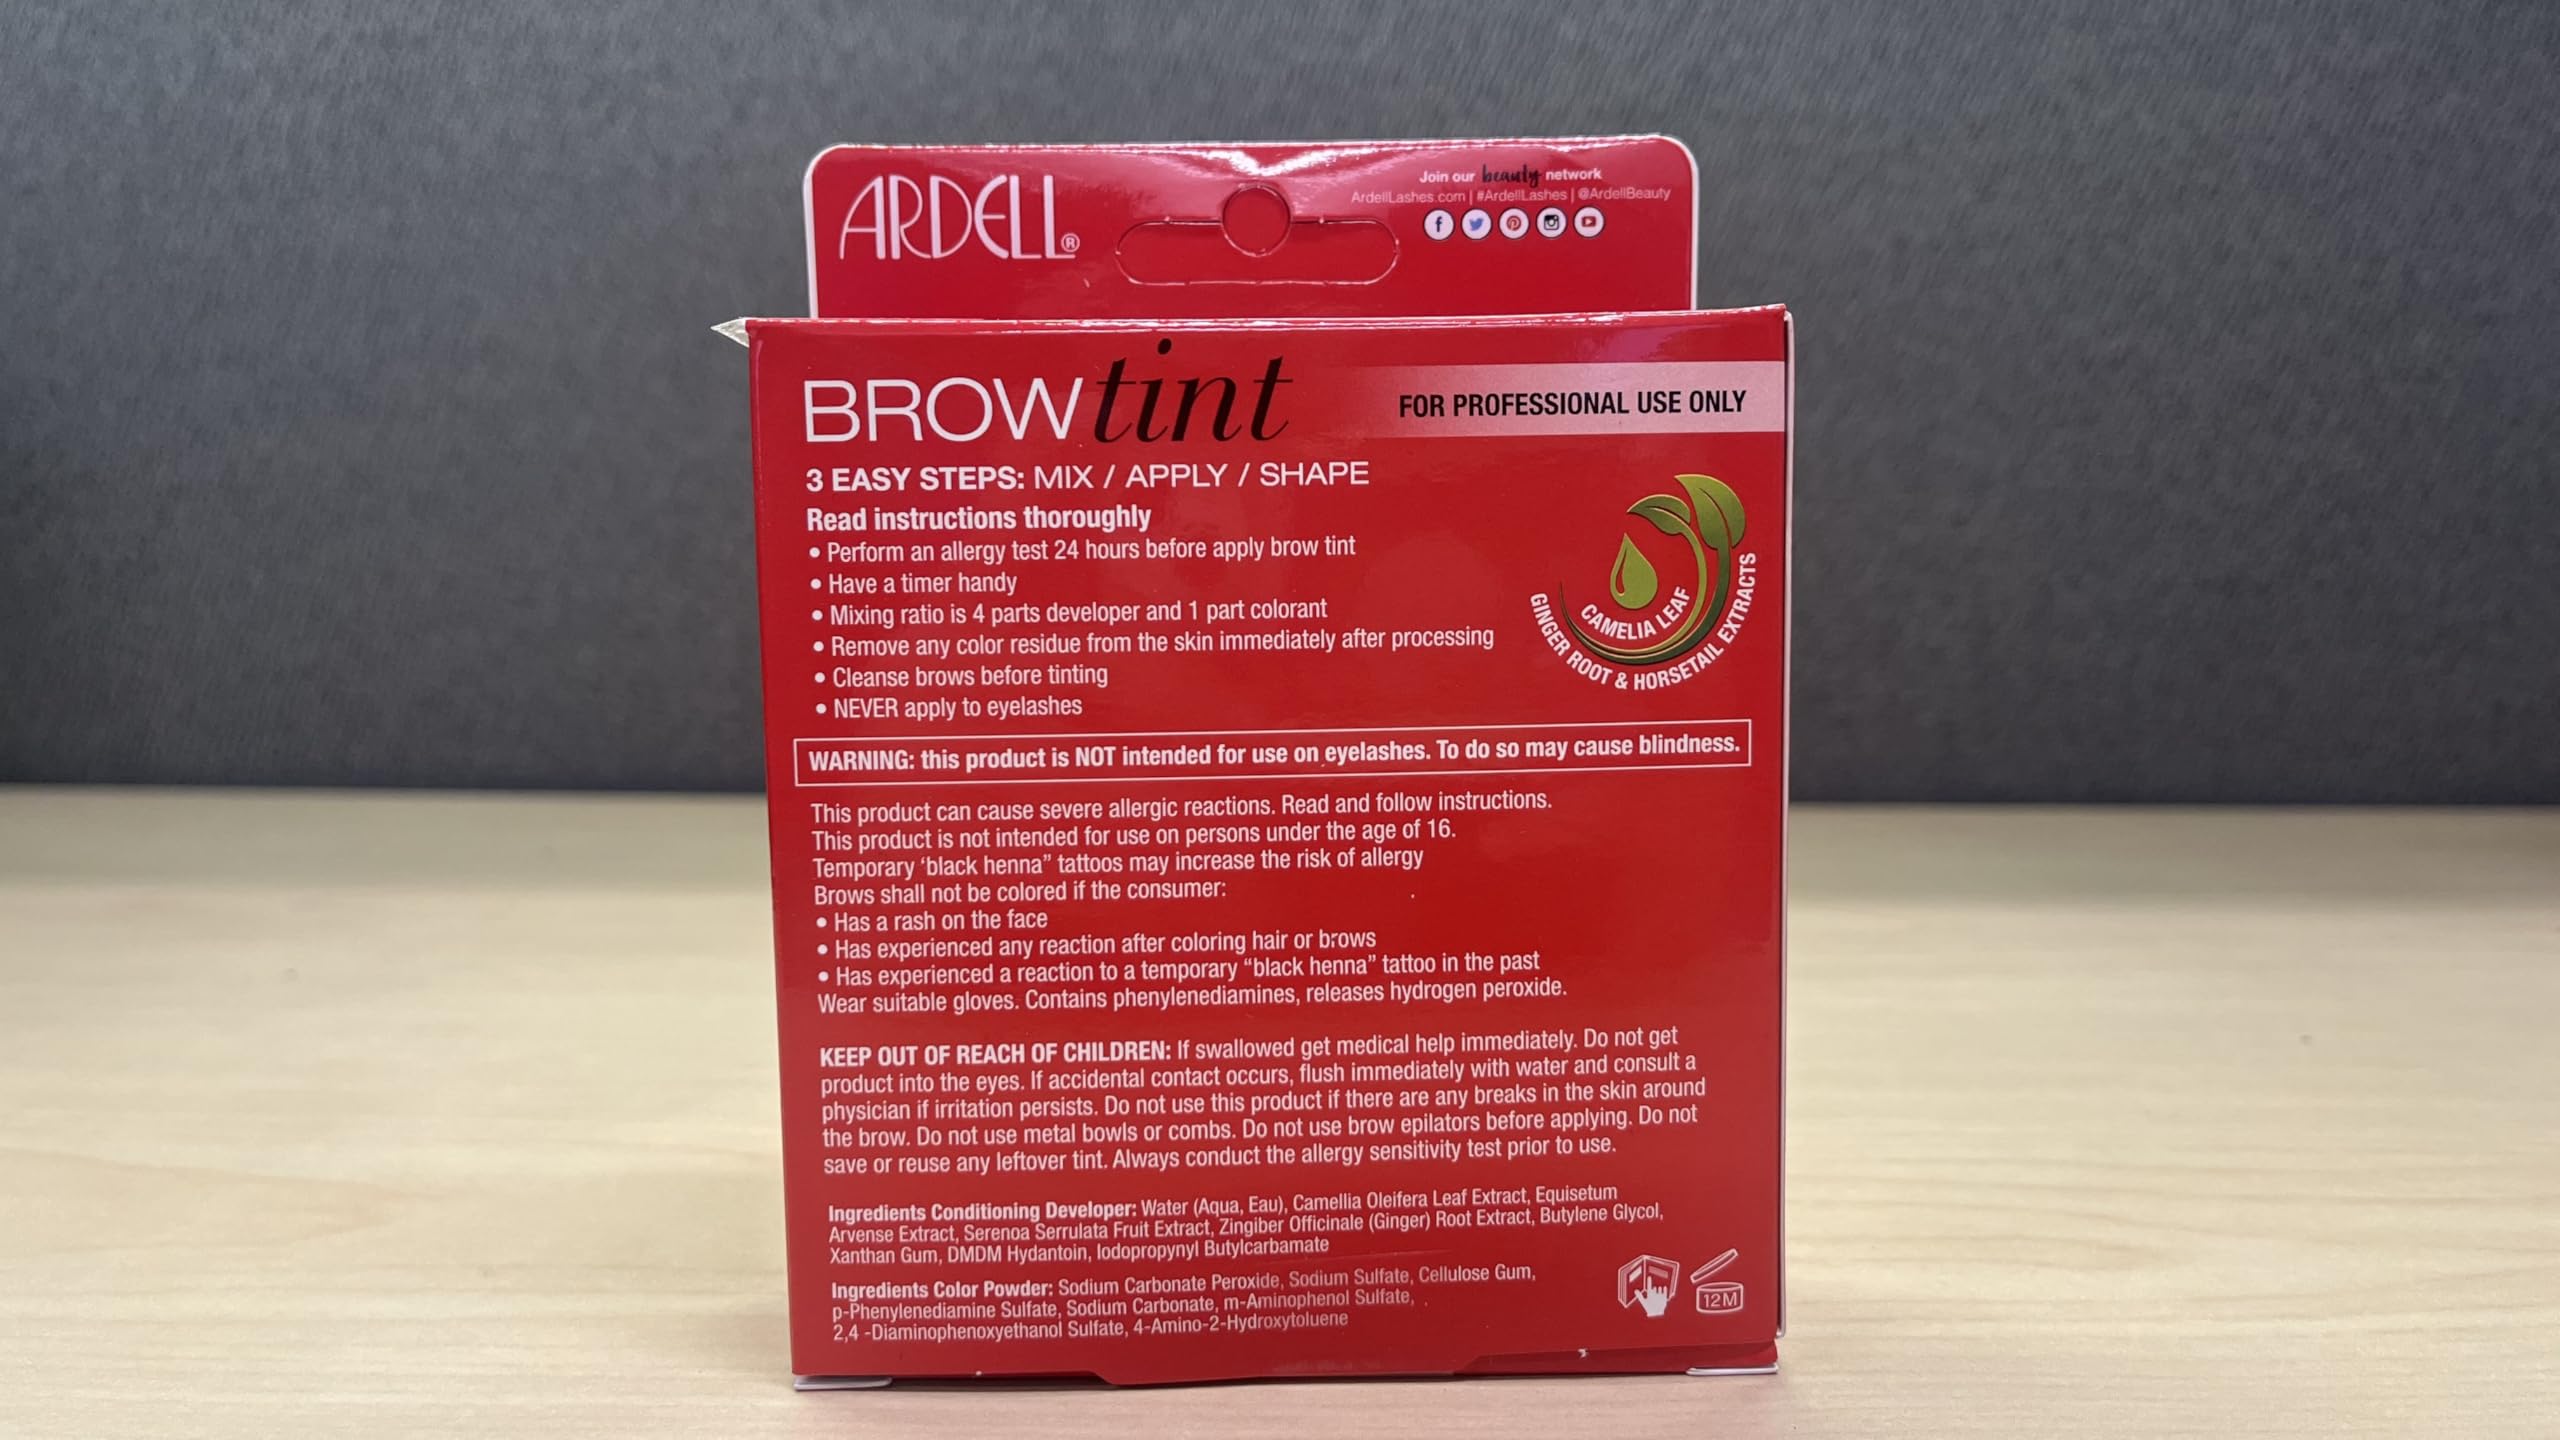 ARDELL®
Join our beauty network
ArdellLashes.com | #ArdellLashes | @ArdellBeauty
BROWtint
FOR PROFESSIONAL USE ONLY
3 EASY STEPS: MIX / APPLY / SHAPE
Read instructions thoroughly
• Perform an allergy test 24 hours before apply brow tint
• Have a timer handy
• Mixing ratio is 4 parts developer and 1 part colorant
• Remove any color residue from the skin immediately after processing
• Cleanse brows before tinting
• NEVER apply to eyelashes
CAMELIA LEAF
GINGER ROOT & HORSETAIL EXTRACTS
WARNING: this product is NOT intended for use on eyelashes. To do so may cause blindness.
This product can cause severe allergic reactions. Read and follow instructions.
This product is not intended for use on persons under the age of 16.
Temporary ‘black henna” tattoos may increase the risk of allergy
Brows shall not be colored if the consumer:
• Has a rash on the face
• Has experienced any reaction after coloring hair or brows
• Has experienced a reaction to a temporary “black henna” tattoo in the past
Wear suitable gloves. Contains phenylenediamines, releases hydrogen peroxide.
KEEP OUT OF REACH OF CHILDREN: If swallowed get medical help immediately. Do not get
product into the eyes. If accidental contact occurs, flush immediately with water and consult a
physician if irritation persists. Do not use this product if there are any breaks in the skin around
the brow. Do not use metal bowls or combs. Do not use brow epilators before applying. Do not
save or reuse any leftover tint. Always conduct the allergy sensitivity test prior to use.
Ingredients Conditioning Developer: Water (Aqua, Eau), Camellia Oleifera Leaf Extract, Equisetum
Arvense Extract, Serenoa Serrulata Fruit Extract, Zingiber Officinale (Ginger) Root Extract, Butylene Glycol,
Xanthan Gum, DMDM Hydantoin, Iodopropynyl Butylcarbamate
Ingredients Color Powder: Sodium Carbonate Peroxide, Sodium Sulfate, Cellulose Gum,
p-Phenylenediamine Sulfate, Sodium Carbonate, m-Aminophenol Sulfate,
2,4 -Diaminophenoxyethanol Sulfate, 4-Amino-2-Hydroxytoluene
12M